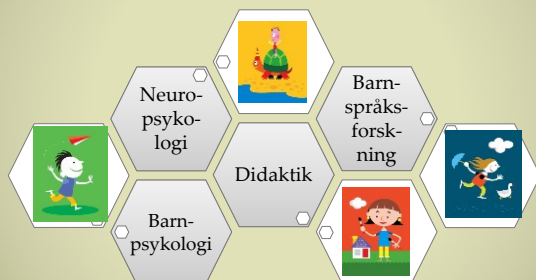 Neuro-
psyko-
logi
Barn-
språks-
forsk-
ning
Didaktik
Barn-
psykologi